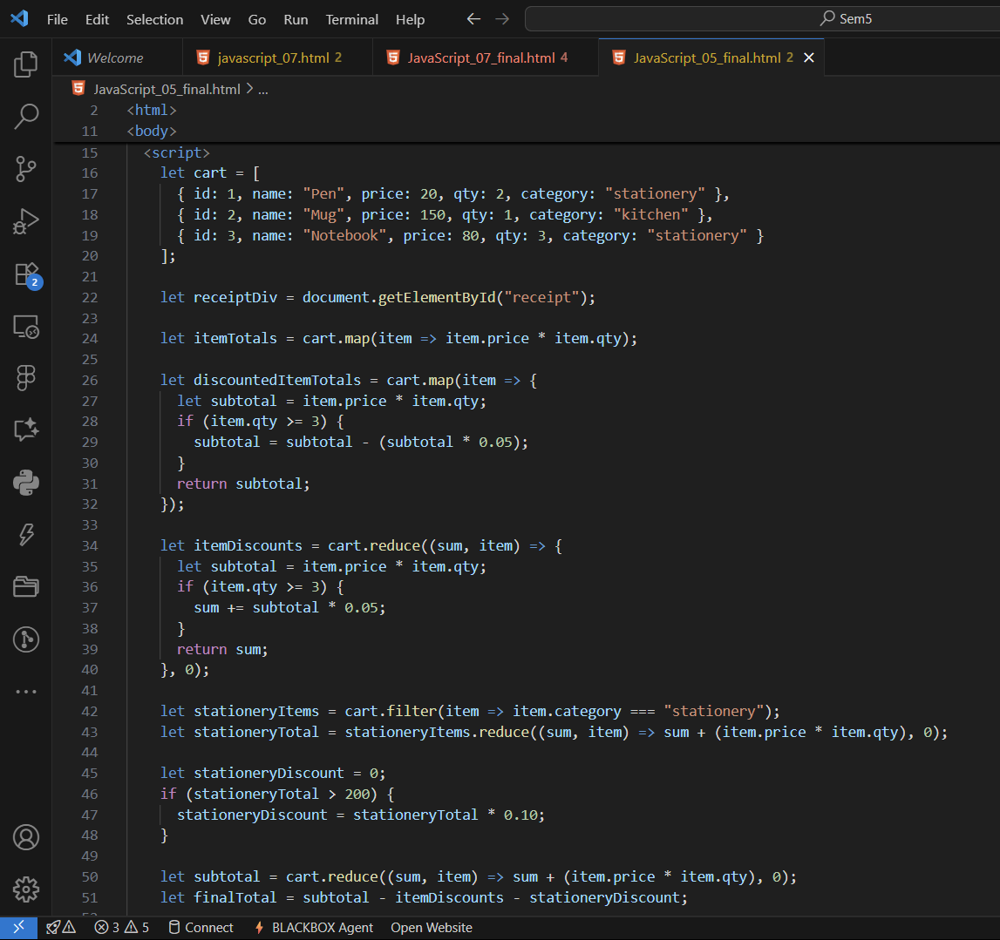 File Edit Selection View Go Run Terminal Help Sem5
Welcome javascript_07.html 2 JavaScript_07_final.html 4 JavaScript_05_final.html 2
JavaScript_05_final.html > ...
2 <html>
11 <body>
15 <script>
16 let cart = [
17 { id: 1, name: "Pen", price: 20, qty: 2, category: "stationery" },
18 { id: 2, name: "Mug", price: 150, qty: 1, category: "kitchen" },
19 { id: 3, name: "Notebook", price: 80, qty: 3, category: "stationery" }
20 ];
21
22 let receiptDiv = document.getElementById("receipt");
23
24 let itemTotals = cart.map(item => item.price * item.qty);
25
26 let discountedItemTotals = cart.map(item => {
27 let subtotal = item.price * item.qty;
28 if (item.qty >= 3) {
29 subtotal = subtotal - (subtotal * 0.05);
30 }
31 return subtotal;
32 });
33
34 let itemDiscounts = cart.reduce((sum, item) => {
35 let subtotal = item.price * item.qty;
36 if (item.qty >= 3) {
37 sum += subtotal * 0.05;
38 }
39 return sum;
40 }, 0);
41
42 let stationeryItems = cart.filter(item => item.category === "stationery");
43 let stationeryTotal = stationeryItems.reduce((sum, item) => sum + (item.price * item.qty), 0);
44
45 let stationeryDiscount = 0;
46 if (stationeryTotal > 200) {
47 stationeryDiscount = stationeryTotal * 0.10;
48 }
49
50 let subtotal = cart.reduce((sum, item) => sum + (item.price * item.qty), 0);
51 let finalTotal = subtotal - itemDiscounts - stationeryDiscount;
2
3 5 Connect BLACKBOX Agent Open Website